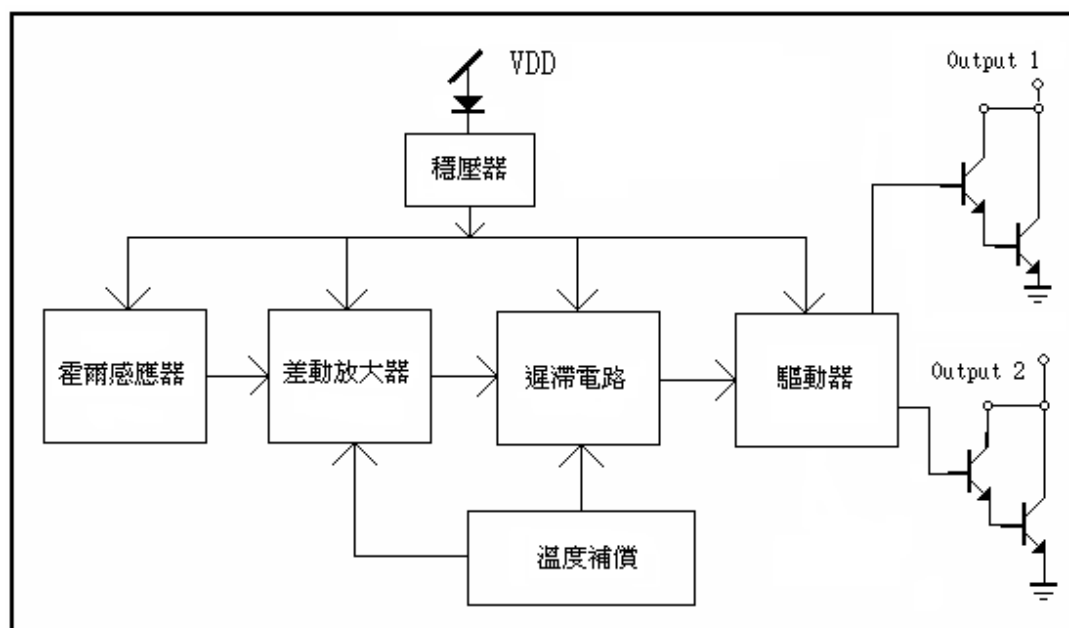 VDD
Output 1
穩壓器
霍爾感應器
差動放大器
遲滯電路
驅動器
Output 2
溫度補償